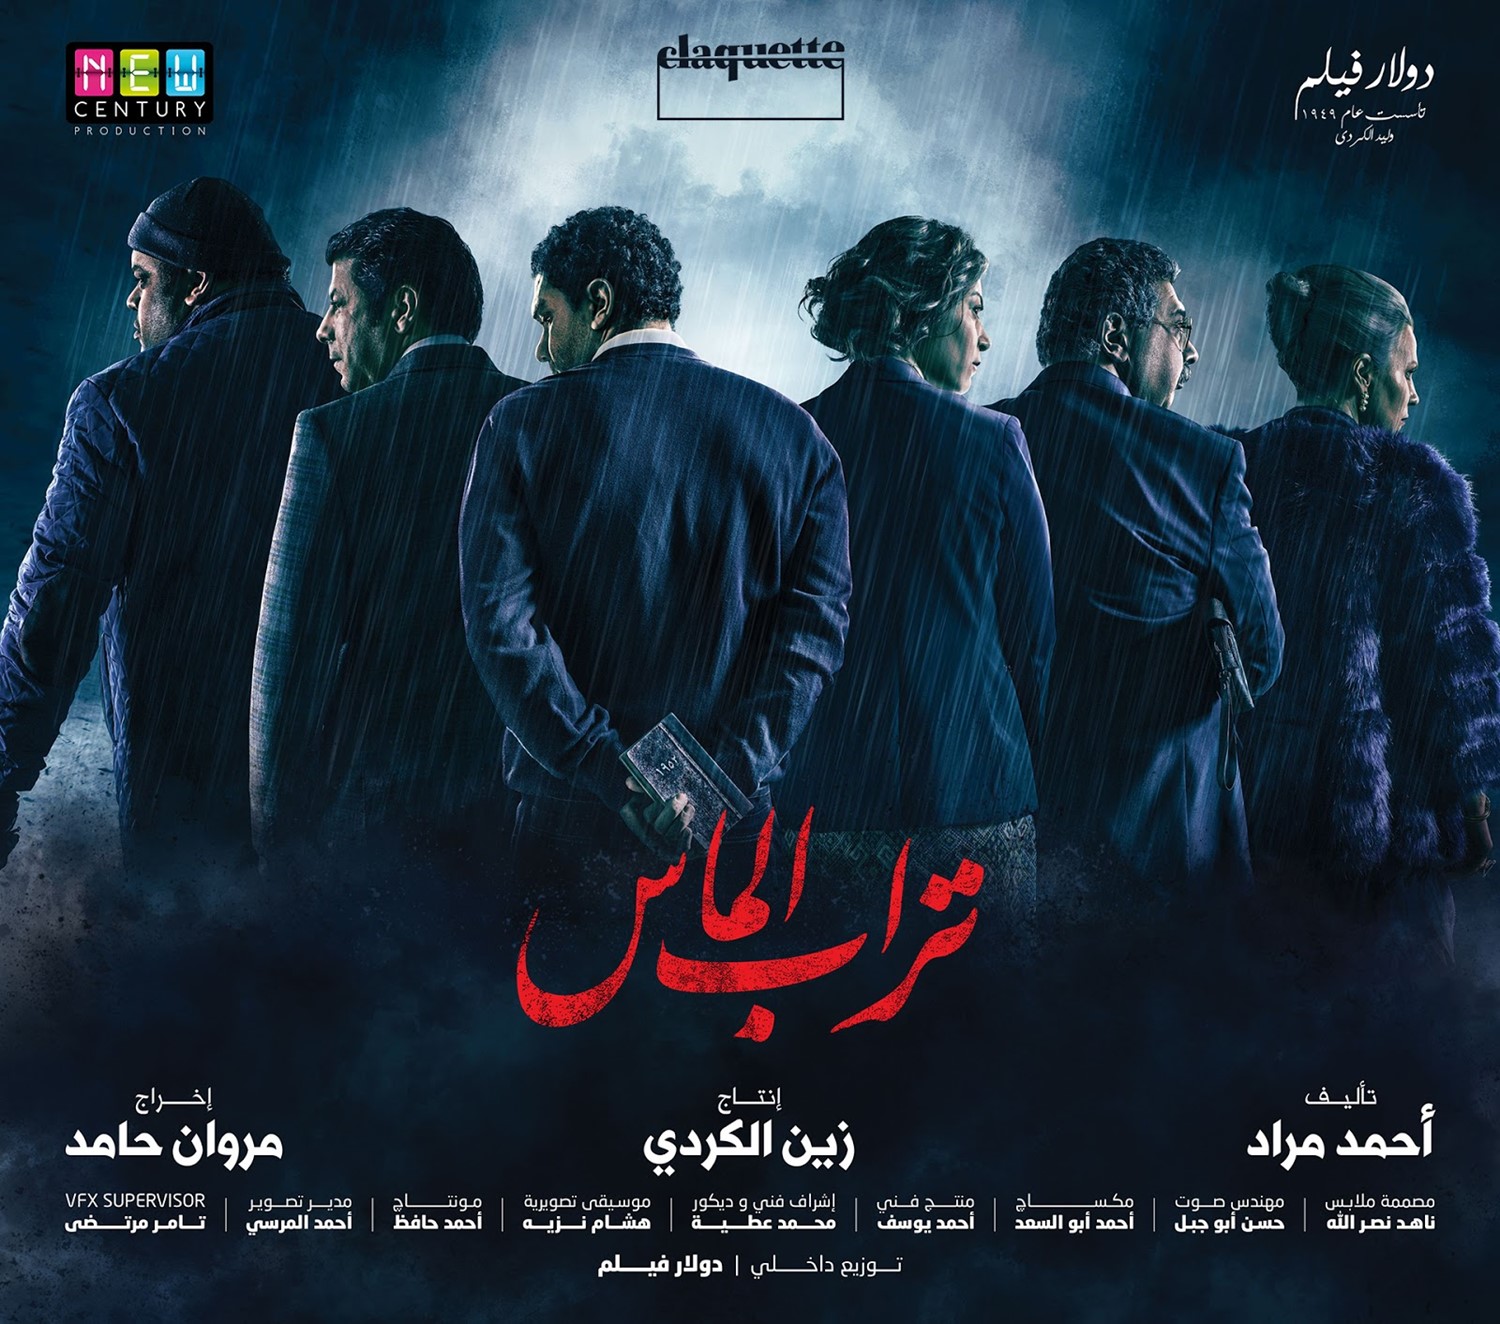 NEW
CENTURY
PRODUCTION
claquette
دولار فيلم
تأسست عام ١٩٤٩
وليد الكردي
١٩٥٢
تراب الماس
تأليف
أحمد مراد
إنتاج
زين الكردي
إخراج
مروان حامد
مصممة ملابس
ناهد نصر الله
مهندس صوت
حسن أبو جبل
مكساچ
أحمد أبو السعد
منتج فني
أحمد يوسف
إشراف فني و ديكور
محمد عطية
موسيقى تصويرية
هشام نزيه
مونتاچ
أحمد حافظ
مدير تصوير
أحمد المرسي
VFX SUPERVISOR
تامر مرتضى
توزيع داخلي | دولار فيلم